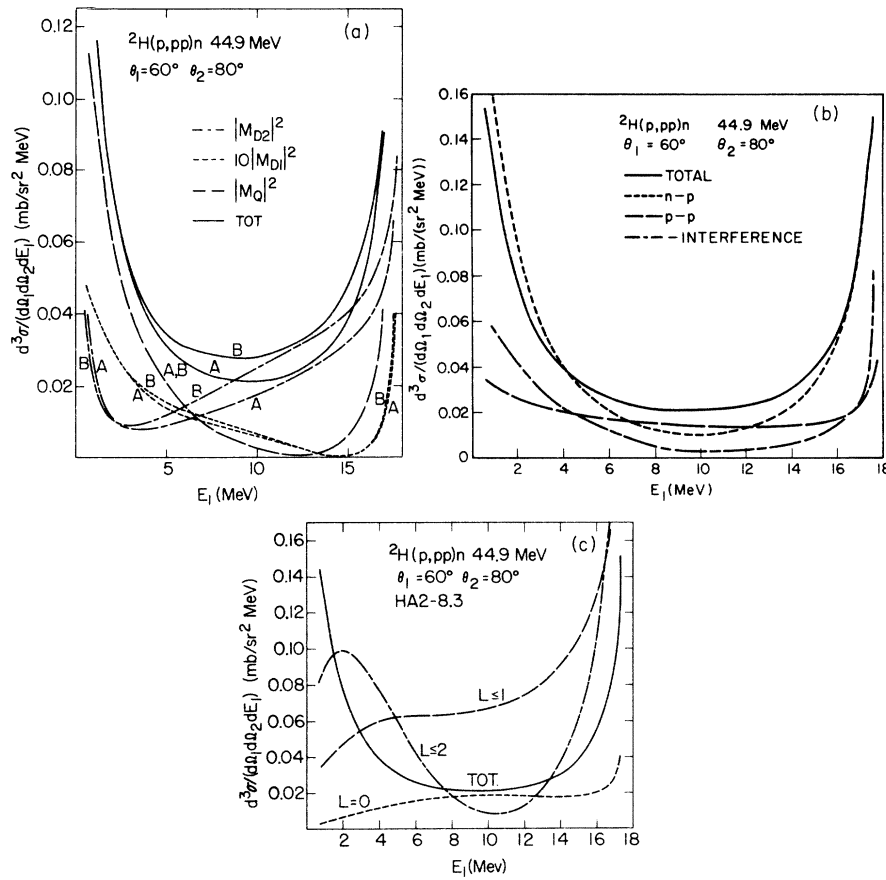 (a)
²H(p,pp)n 44.9 MeV
θ₁=60° θ₂=80°
|M_D2|²
10|M_D1|²
|M_Q|²
TOT
d³σ/(dΩ₁dΩ₂dE₁) (mb/sr² MeV)
0.12
0.10
0.08
0.06
0.04
0.02
B
A
A
B
A,B
B
A
B
A
B
A
5
10
15
E₁ (MeV)
(b)
²H(p,pp)n 44.9 MeV
θ₁ = 60° θ₂ = 80°
TOTAL
n-p
p-p
INTERFERENCE
d³σ/(dΩ₁ dΩ₂ dE₁)(mb/(sr² MeV))
0.16
0.14
0.12
0.10
0.08
0.06
0.04
0.02
0
2
4
6
8
10
12
14
16
18
E₁(MeV)
(c)
²H(p,pp)n 44.9 MeV
θ₁ =60° θ₂ =80°
HA2-8.3
d³σ/(dΩ₁dΩ₂dE₁) (mb/sr² MeV)
0.16
0.14
0.12
0.10
0.08
0.06
0.04
0.02
L≤1
L≤2
TOT.
L=0
2
4
6
8
10
12
14
16
18
E₁(Mev)